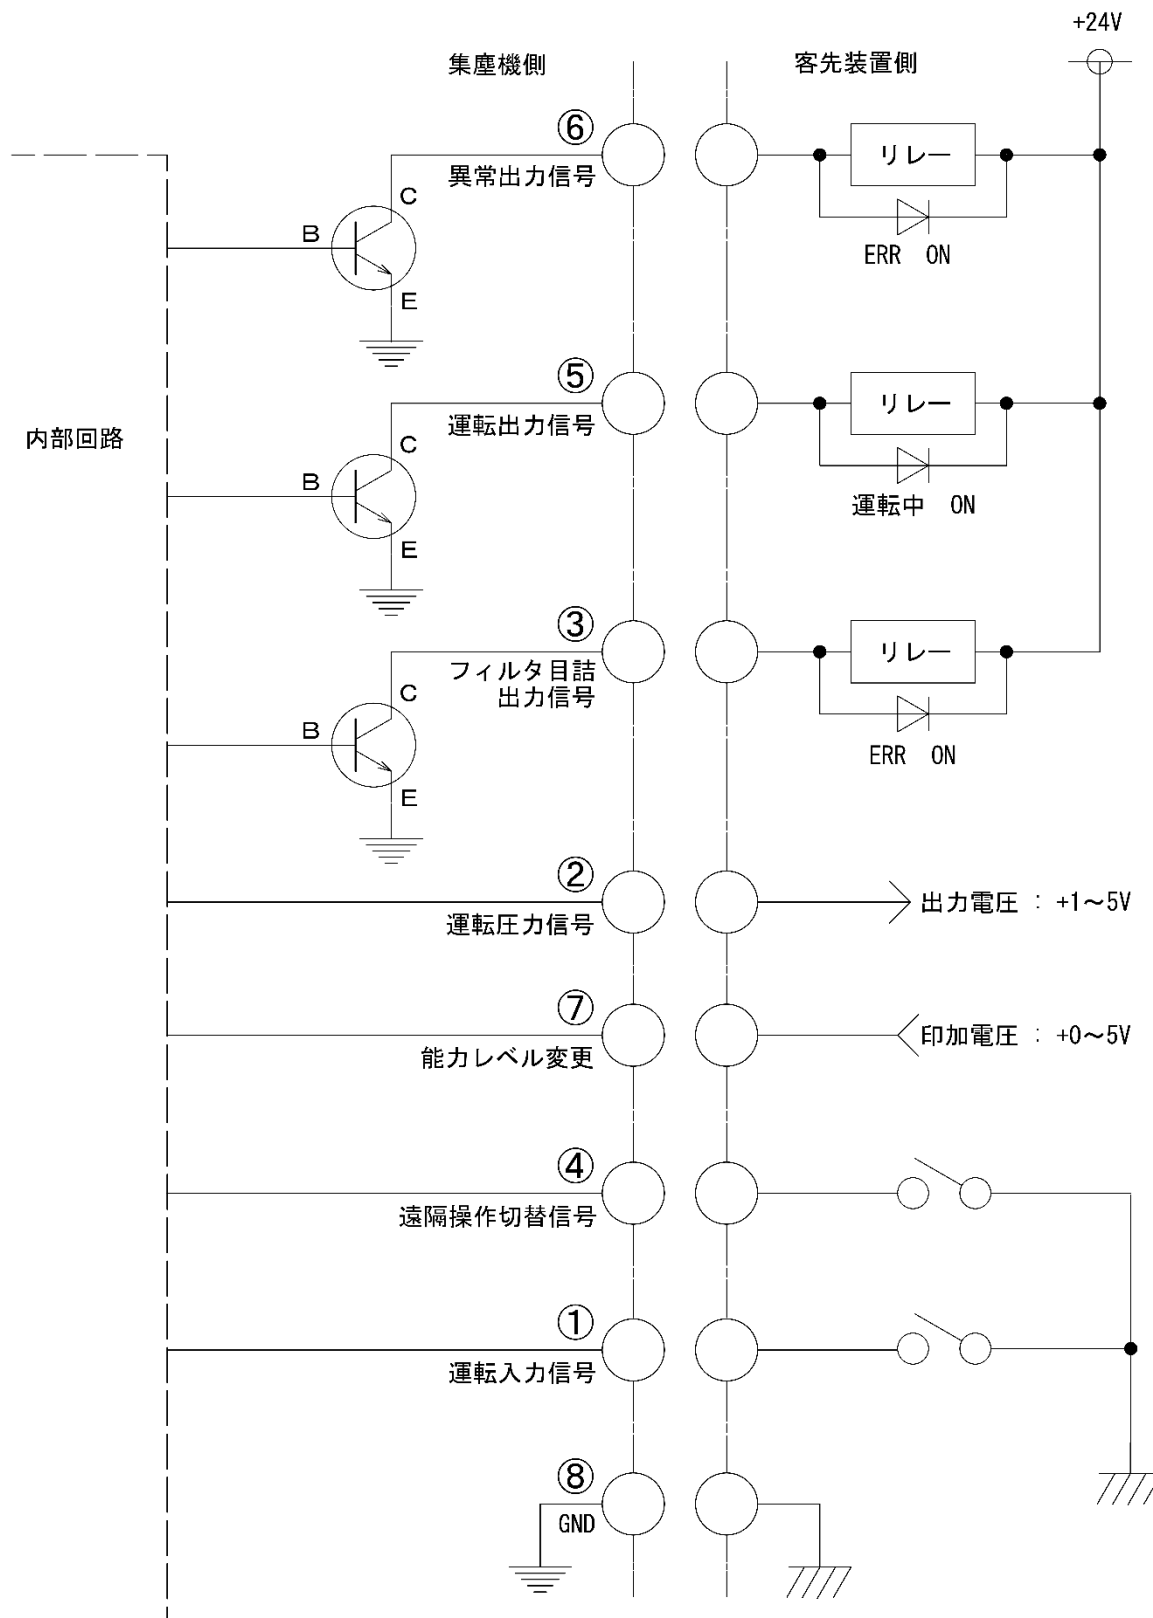 +24V
集塵機側
客先装置側
⑥
異常出力信号
リレー
C
B
E
ERR ON
⑤
運転出力信号
リレー
内部回路
C
B
E
運転中 ON
③
フィルタ目詰
出力信号
リレー
C
B
E
ERR ON
②
運転圧力信号
出力電圧 : +1～5V
⑦
能力レベル変更
印加電圧 : +0～5V
④
遠隔操作切替信号
①
運転入力信号
⑧
GND